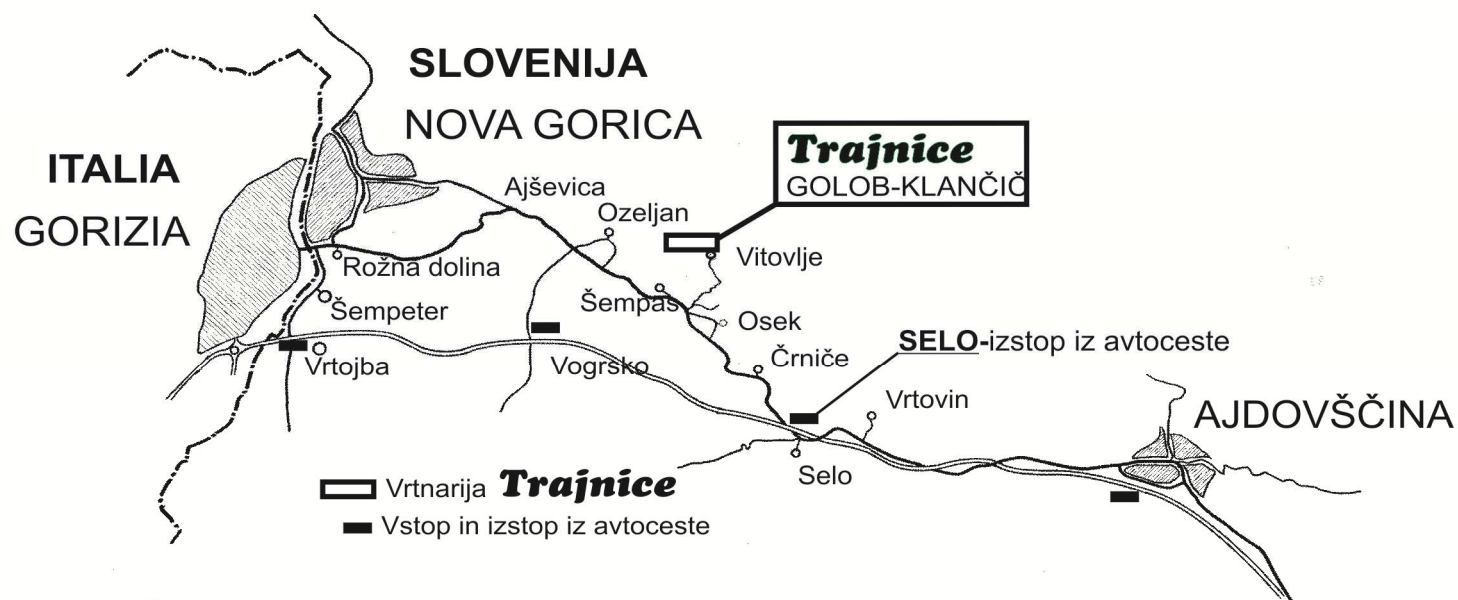 SLOVENIJA
NOVA GORICA
ITALIA
GORIZIA
Trajnice
GOLOB-KLANČIČ
Ajševica
Ozeljan
Vitovlje
Rožna dolina
Šempas
Šempeter
Osek
SELO-izstop iz avtoceste
Črniče
Vrtojba
Vogrsko
Vrtovin
AJDOVŠČINA
Selo
Vrtnarija Trajnice
Vstop in izstop iz avtoceste